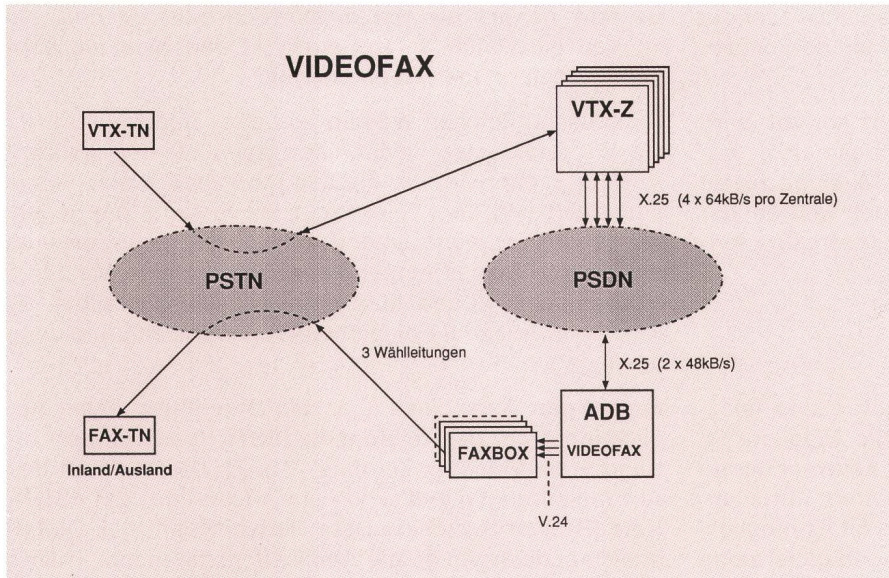 VIDEOFAX
VTX-TN
VTX-Z
X.25 (4 x 64kB/s pro Zentrale)
PSTN
PSDN
3 Wählleitungen
X.25 (2 x 48kB/s)
FAX-TN
Inland/Ausland
FAXBOX
ADB
VIDEOFAX
V.24